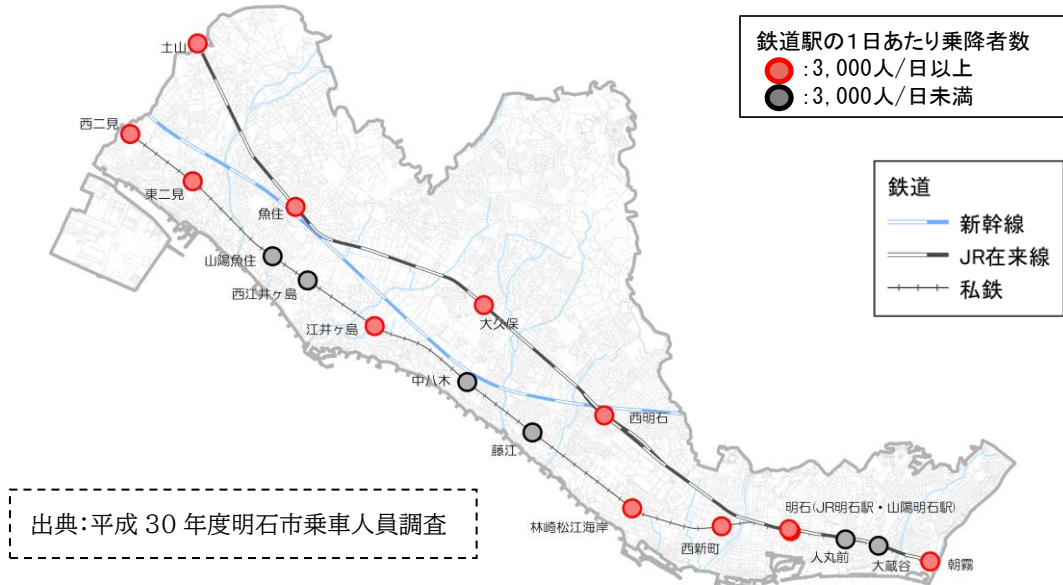 鉄道駅の1日あたり乗降者数
:3,000人/日以上
:3,000人/日未満
鉄道
新幹線
JR在来線
私鉄
土山
西二見
東二見
魚住
山陽魚住
西江井ヶ島
江井ヶ島
大久保
中八木
西明石
藤江
林崎松江海岸
西新町
明石(JR明石駅・山陽明石駅)
人丸前
大蔵谷
朝霧
出典:平成 30 年度明石市乗車人員調査